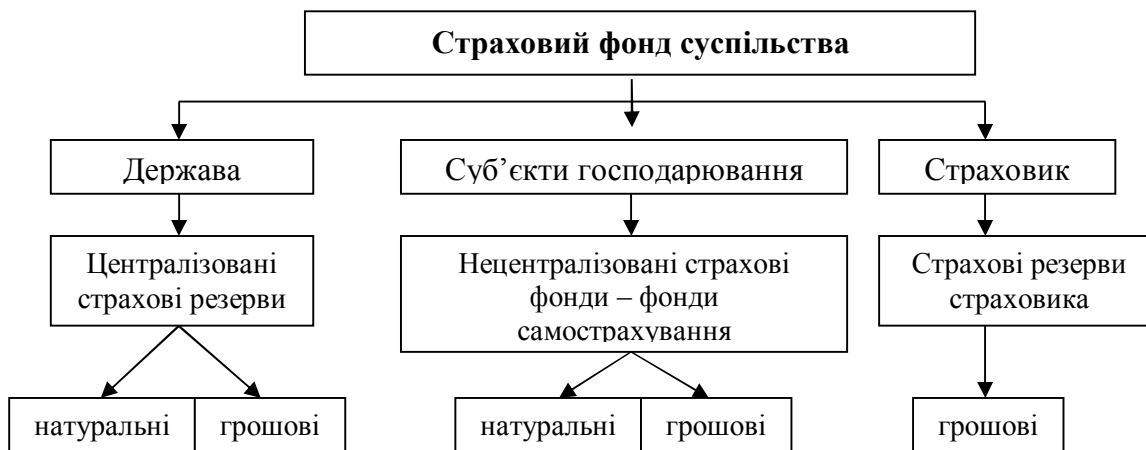 Страховий фонд суспільства
Держава
Суб’єкти господарювання
Страховик
Централізовані
страхові резерви
Нецентралізовані страхові
фонди – фонди
самострахування
Страхові резерви
страховика
натуральні
грошові
натуральні
грошові
грошові